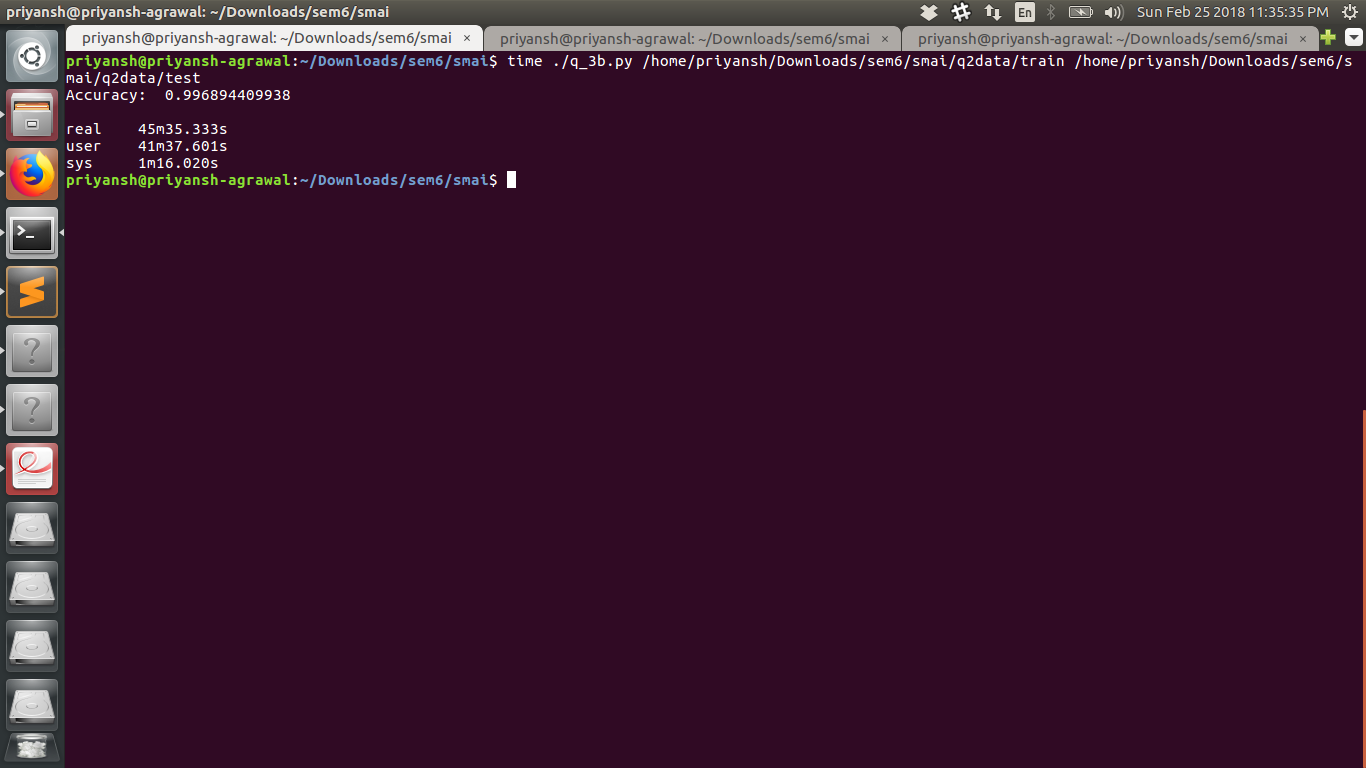 priyansh@priyansh-agrawal: ~/Downloads/sem6/smai
En
Sun Feb 25 2018 11:35:35 PM
priyansh@priyansh-agrawal: ~/Downloads/sem6/smai ×
priyansh@priyansh-agrawal: ~/Downloads/sem6/smai ×
priyansh@priyansh-agrawal: ~/Downloads/sem6/smai ×
priyansh@priyansh-agrawal:~/Downloads/sem6/smai$ time ./q_3b.py /home/priyansh/Downloads/sem6/smai/q2data/train /home/priyansh/Downloads/sem6/s
mai/q2data/test
Accuracy:  0.996894409938
real    45m35.333s
user    41m37.601s
sys     1m16.020s
priyansh@priyansh-agrawal:~/Downloads/sem6/smai$